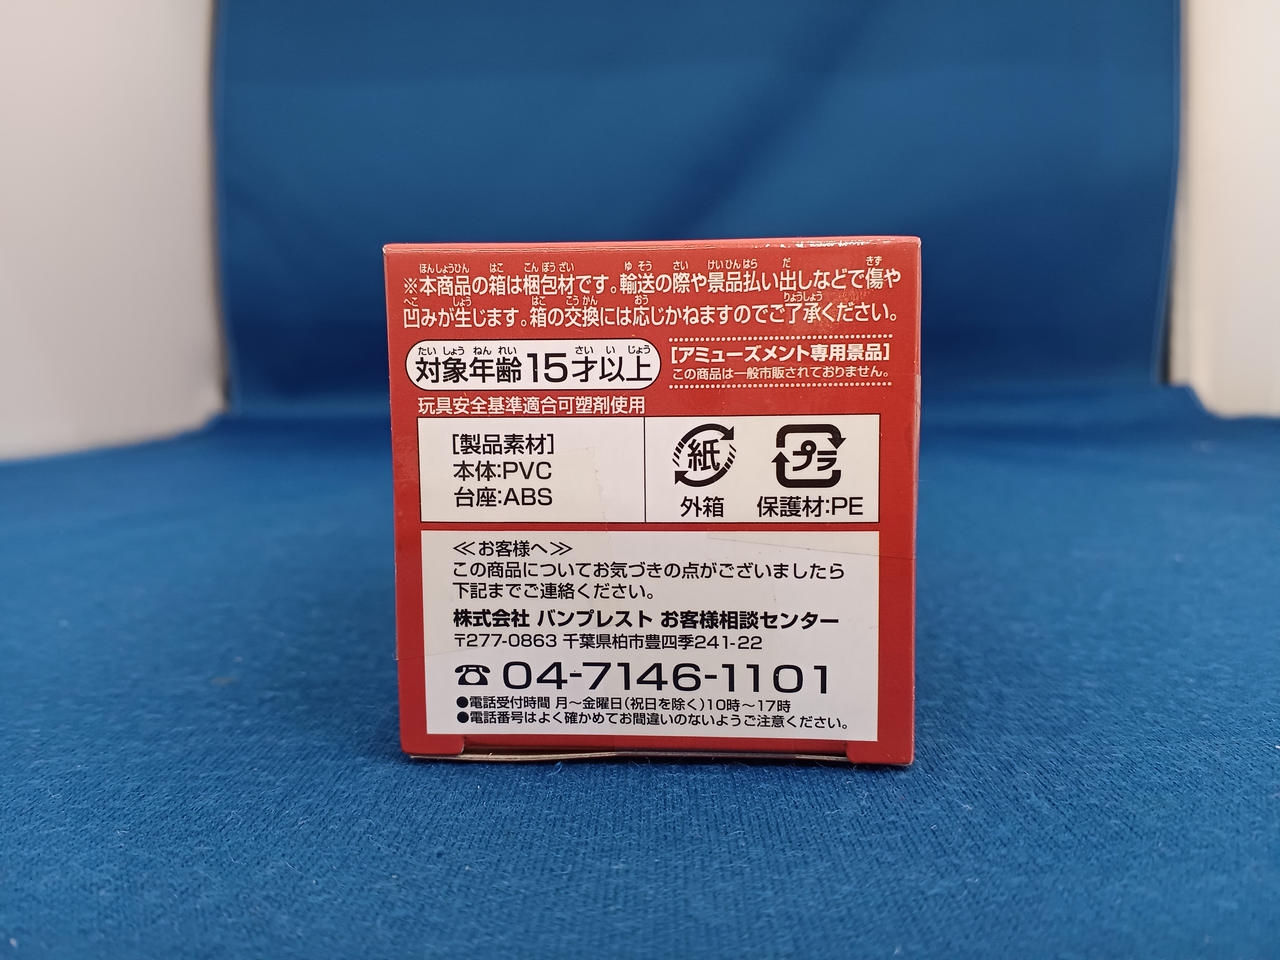 ※本商品の箱は梱包材です。輸送の際や景品払い出しなどで傷や
凹みが生じます。箱の交換には応じかねますのでご了承ください。
対象年齢15才以上
[アミューズメント専用景品]
この商品は一般市販されておりません。
玩具安全基準適合可塑剤使用
[製品素材]
本体:PVC
台座:ABS
紙
外箱
プラ
保護材:PE
≪お客様へ≫
この商品についてお気づきの点がございましたら
下記までご連絡ください。
株式会社 バンプレスト お客様相談センター
〒277-0863 千葉県柏市豊四季241-22
☎04-7146-1101
●電話受付時間 月～金曜日(祝日を除く)10時～17時
●電話番号はよく確かめてお間違いのないようご注意ください。